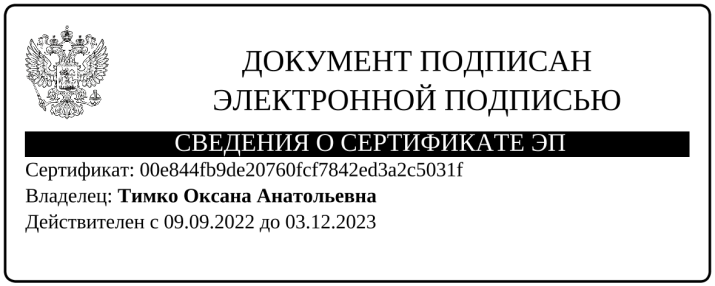 ДОКУМЕНТ ПОДПИСАН
ЭЛЕКТРОННОЙ ПОДПИСЬЮ
СВЕДЕНИЯ О СЕРТИФИКАТЕ ЭП
Сертификат: 00e844fb9de20760fcf7842ed3a2c5031f
Владелец: Тимко Оксана Анатольевна
Действителен с 09.09.2022 до 03.12.2023